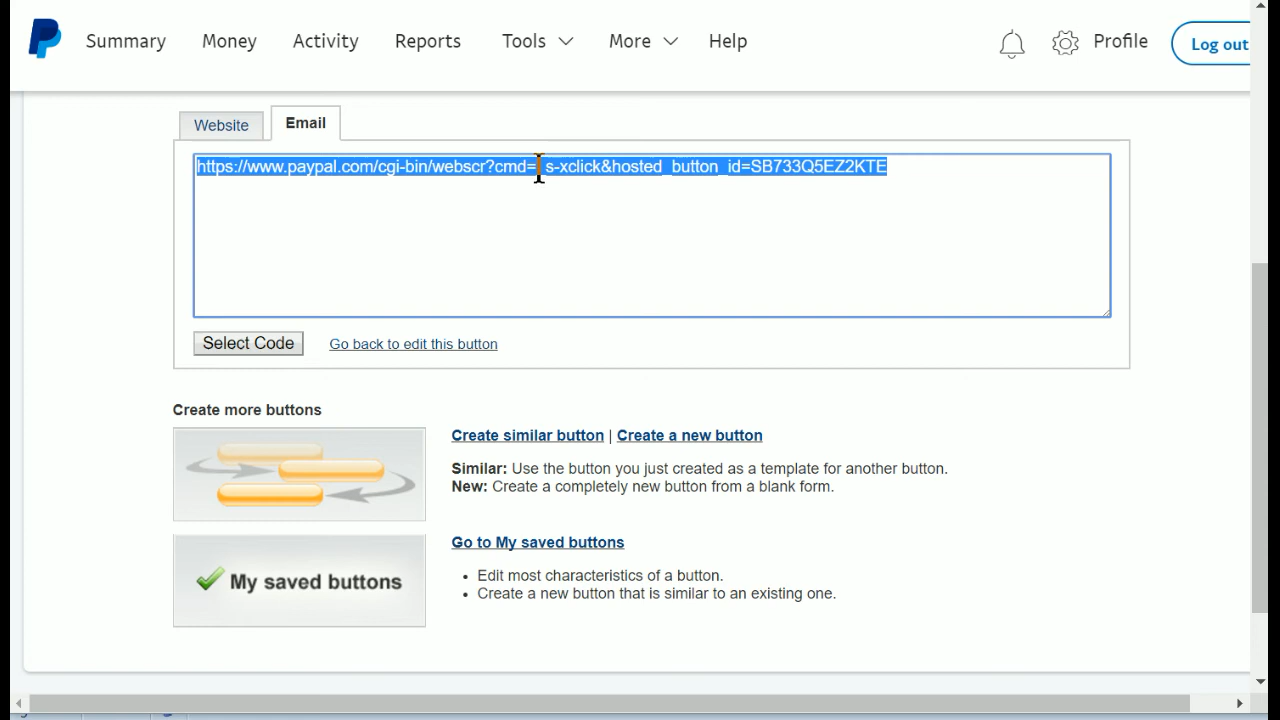 Summary Money Activity Reports Tools More Help Profile Log out
Website Email
https://www.paypal.com/cgi-bin/webscr?cmd=_s-xclick&hosted_button_id=SB733Q5EZ2KTE
Select Code Go back to edit this button
Create more buttons
Create similar button | Create a new button
Similar: Use the button you just created as a template for another button.
New: Create a completely new button from a blank form.
Go to My saved buttons
My saved buttons
• Edit most characteristics of a button.
• Create a new button that is similar to an existing one.